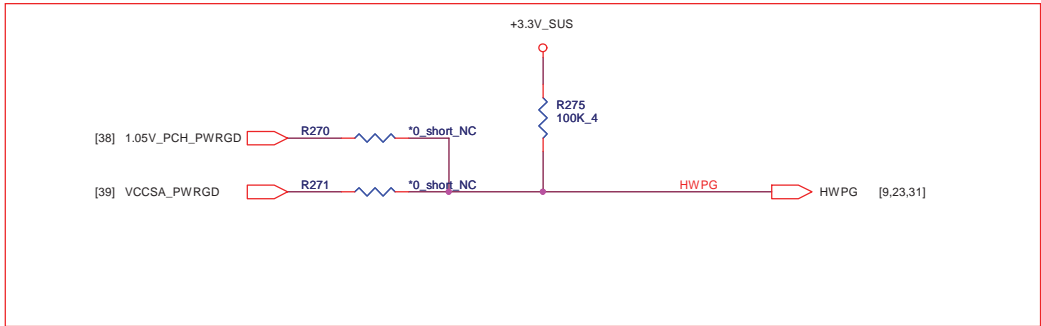 +3.3V_SUS
R275
100K_4
[38] 1.05V_PCH_PWRGD R270 *0_short_NC
[39] VCCSA_PWRGD R271 *0_short_NC HWPG HWPG [9,23,31]